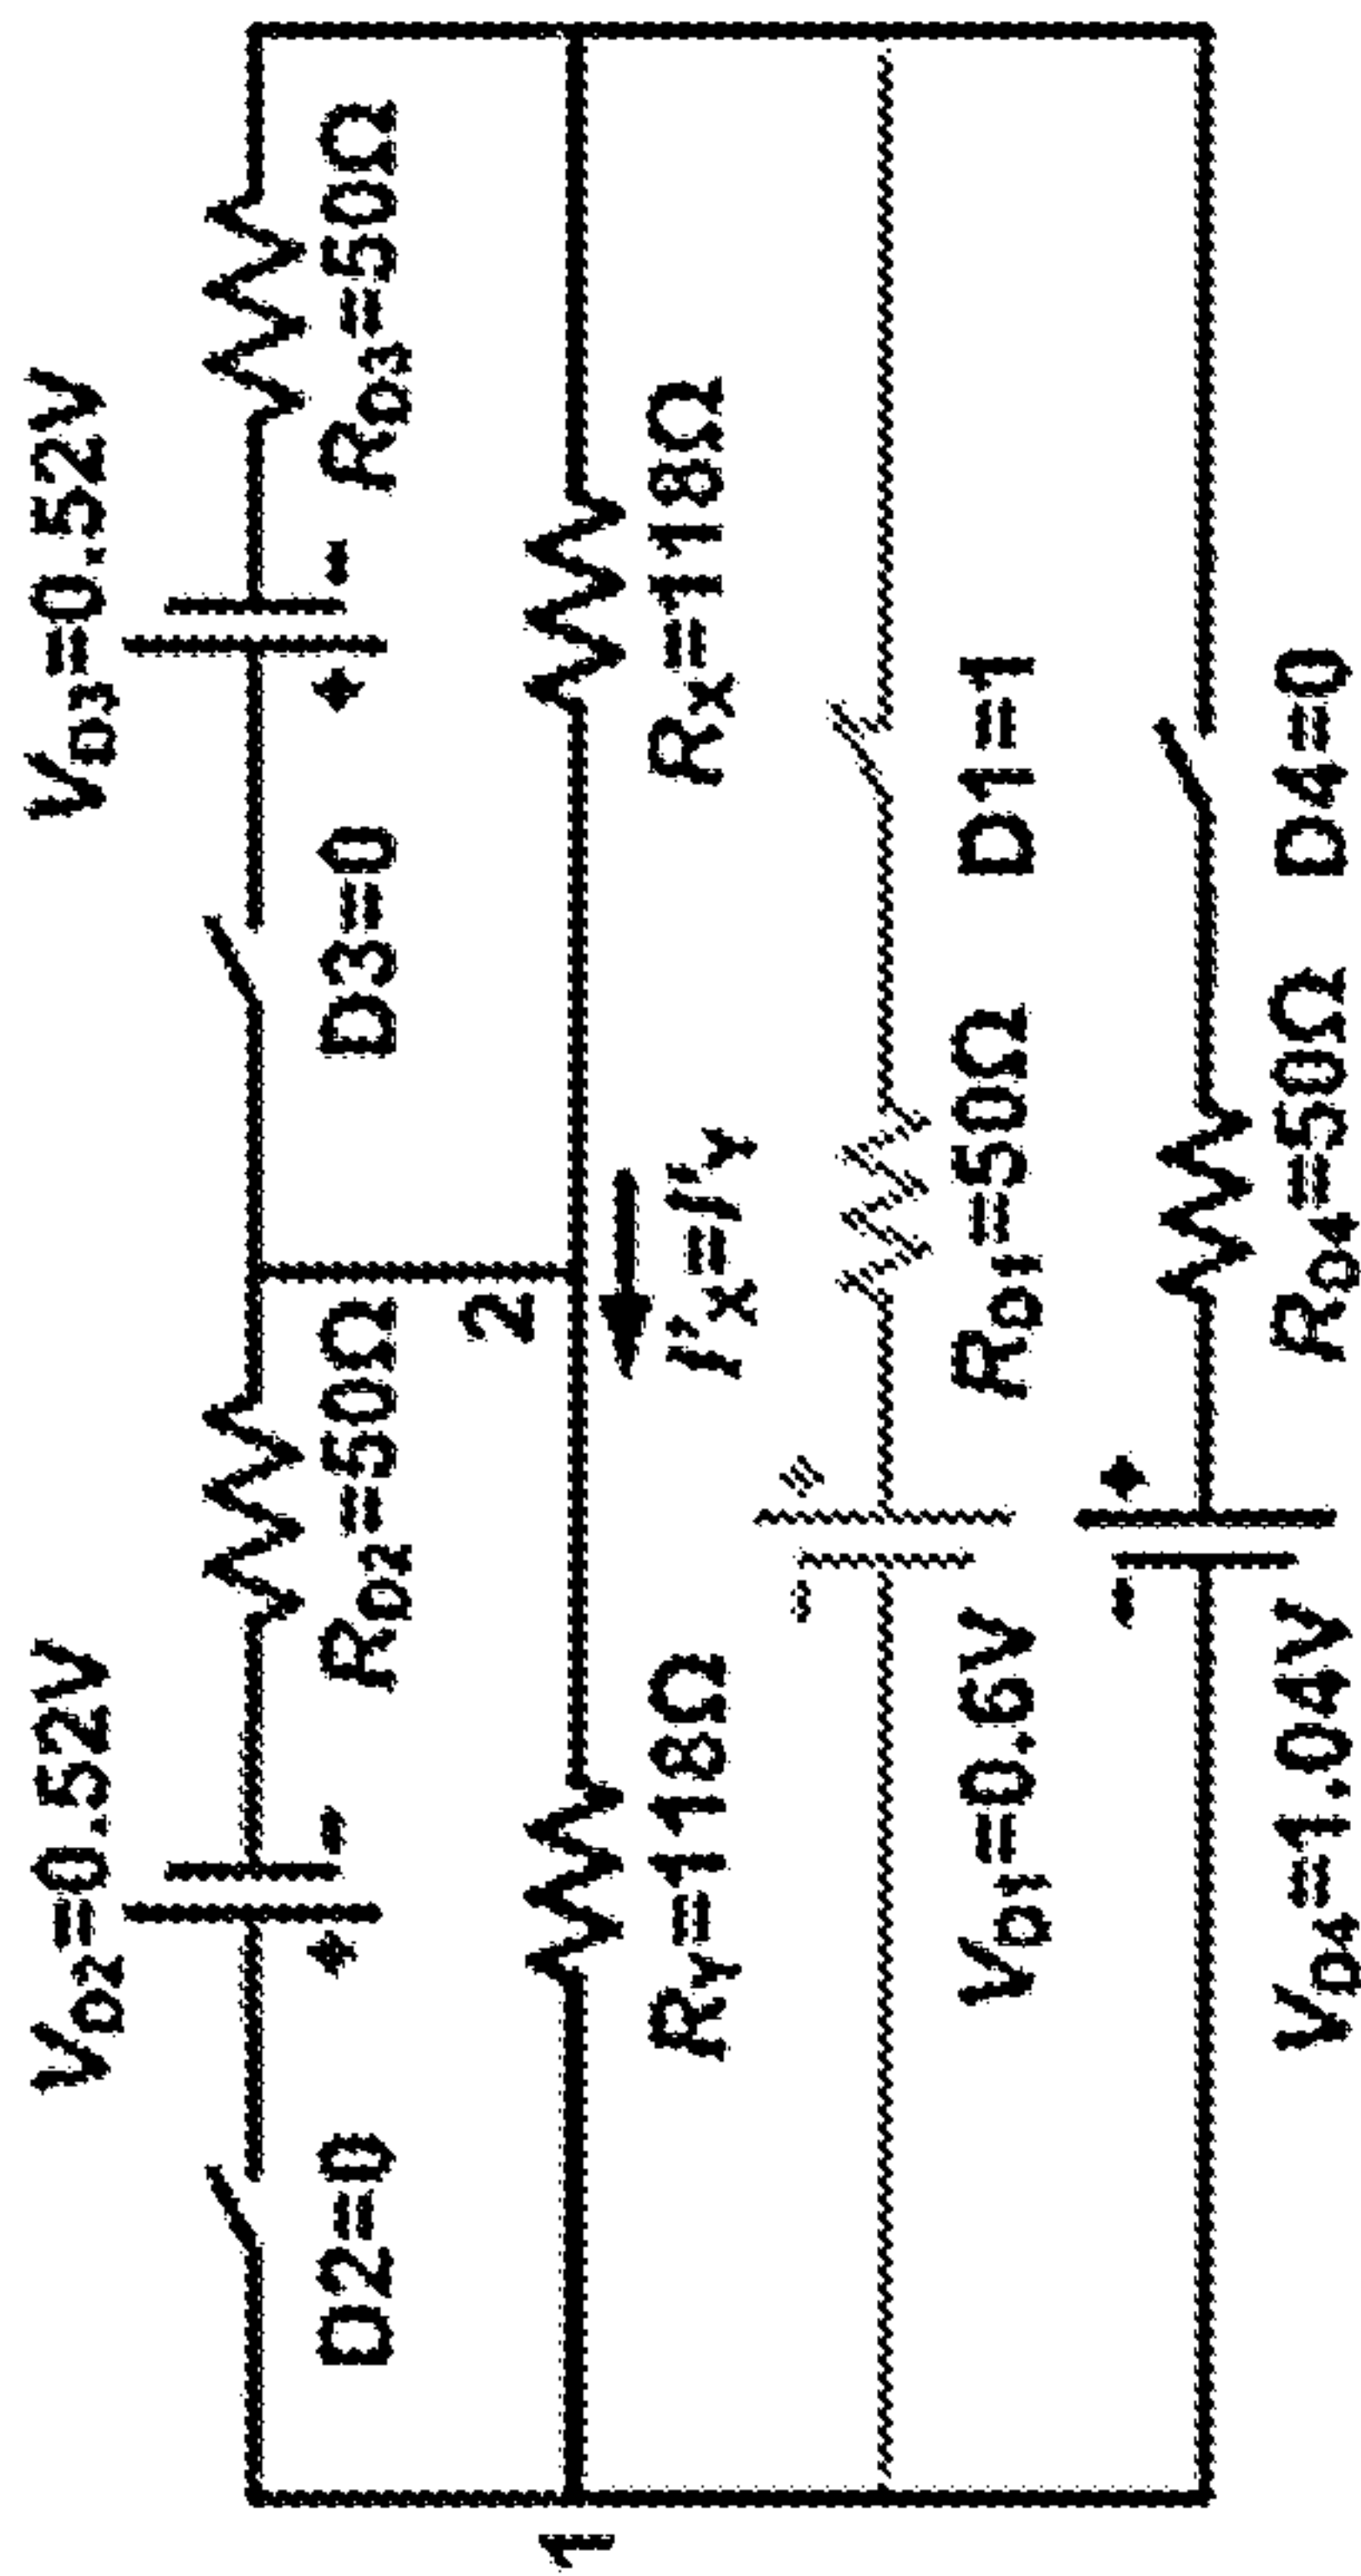 V_D2=0.52V
V_D3=0.52V
+ -
+ -
D2=0
R_D2=50Ω
D3=0
R_D3=50Ω
2
1
R_Y=118Ω
I'_X=I'_Y
R_X=118Ω
- +
V_D1=0.6V
R_D1=50Ω
D1=1
- +
V_D4=1.04V
R_D4=50Ω
D4=0